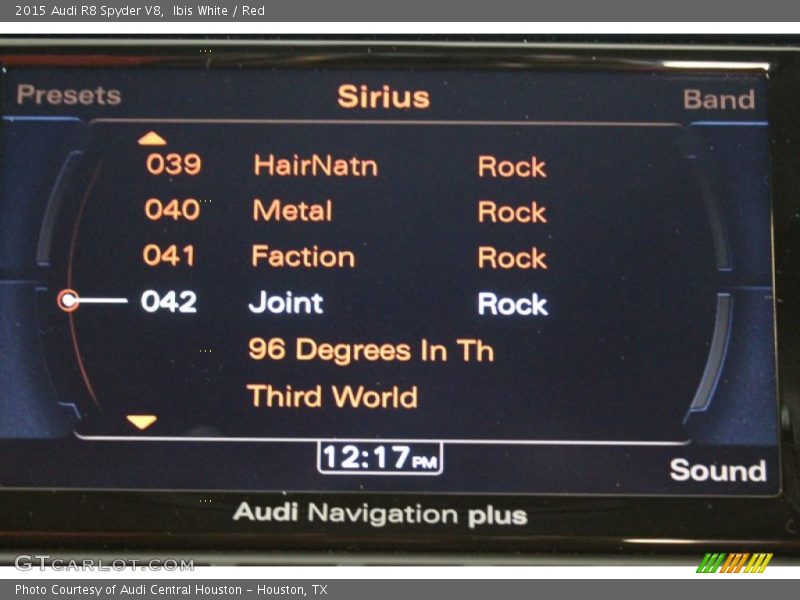 2015 Audi R8 Spyder V8,  Ibis White / Red
Presets Sirius Band
039 HairNatn Rock
040 Metal Rock
041 Faction Rock
042 Joint Rock
96 Degrees In Th
Third World
12:17PM
Sound
Audi Navigation plus
GTCARLOT.COM
Photo Courtesy of Audi Central Houston - Houston, TX